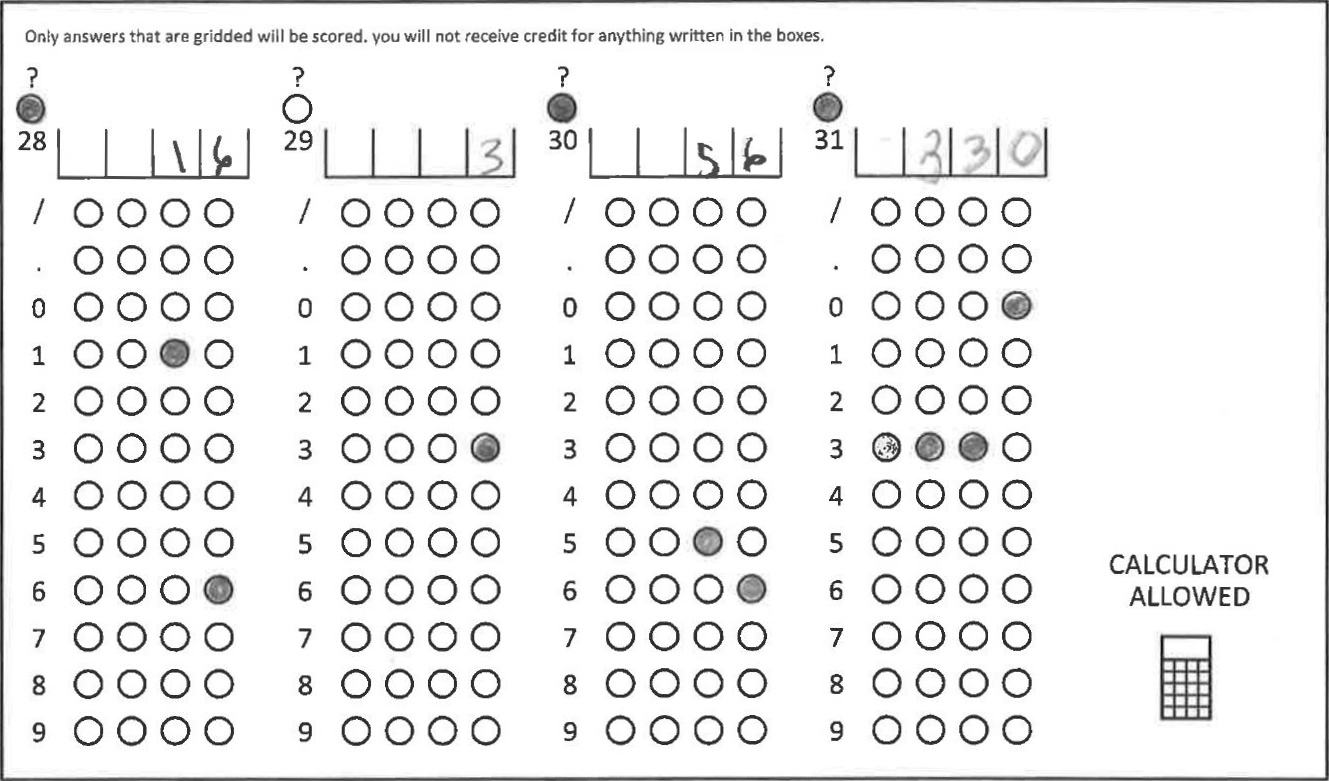 Only answers that are gridded will be scored. you will not receive credit for anything written in the boxes.
? ? ? ?
28 1 6 29 3 30 5 6 31 3 3 0
/ / / /
. . . .
0 0 0 0
1 1 1 1
2 2 2 2
3 3 3 3
4 4 4 4
5 5 5 5
6 6 6 6
7 7 7 7
8 8 8 8
9 9 9 9
CALCULATOR
ALLOWED